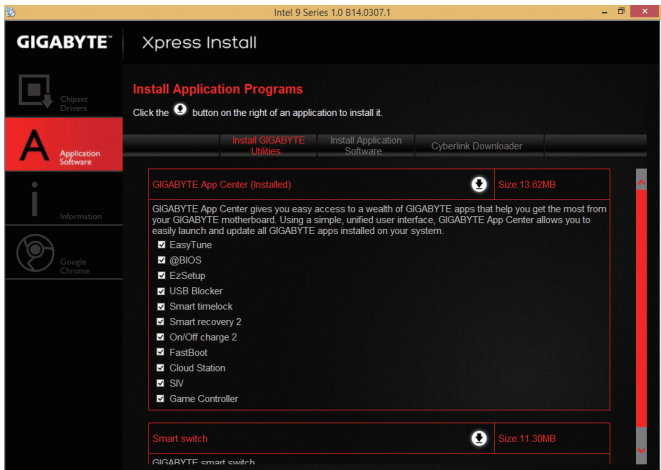 Intel 9 Series 1.0 B14.0307.1
GIGABYTE™
Xpress Install
Chipset
Drivers
Application
Software
Information
Google
Chrome
Install Application Programs
Click the button on the right of an application to install it.
Install GIGABYTE
Utilities
Install Application
Software
Cyberlink Downloader
GIGABYTE App Center (Installed)
Size:13.62MB
GIGABYTE App Center gives you easy access to a wealth of GIGABYTE apps that help you get the most from
your GIGABYTE motherboard. Using a simple, unified user interface, GIGABYTE App Center allows you to
easily launch and update all GIGABYTE apps installed on your system.
EasyTune
@BIOS
EzSetup
USB Blocker
Smart timelock
Smart recovery 2
On/Off charge 2
FastBoot
Cloud Station
SIV
Game Controller
Smart switch
Size:11.30MB
GIGABYTE smart switch